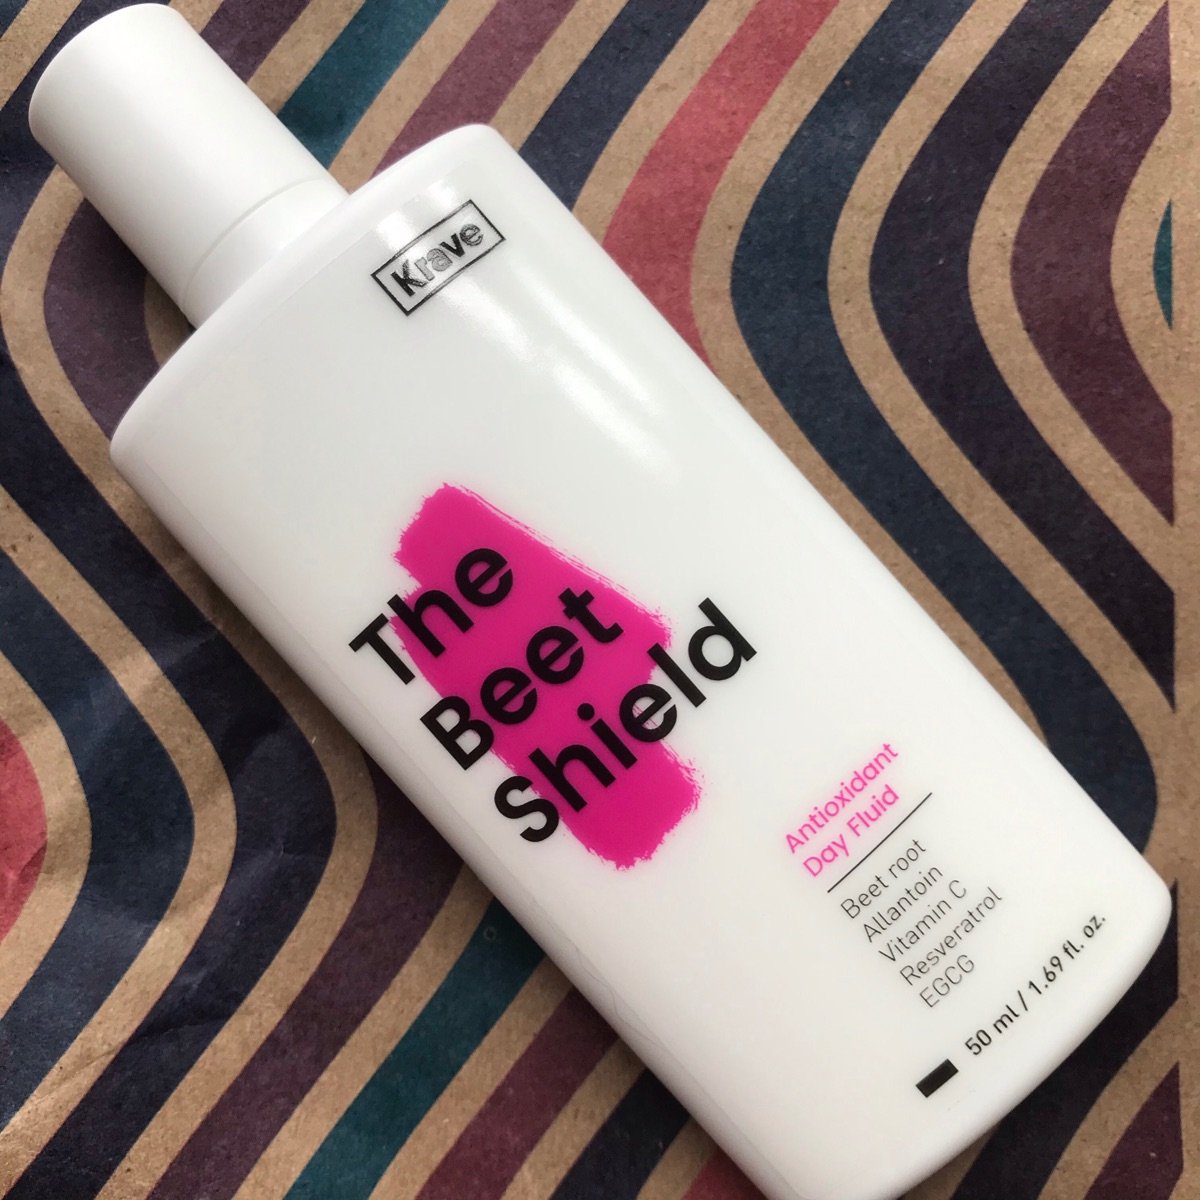 Krave
The
Beet
Shield
Antioxidant
Day Fluid
Beet root
Allantoin
Vitamin C
Resveratrol
EGCG
50 ml / 1.69 fl. oz.